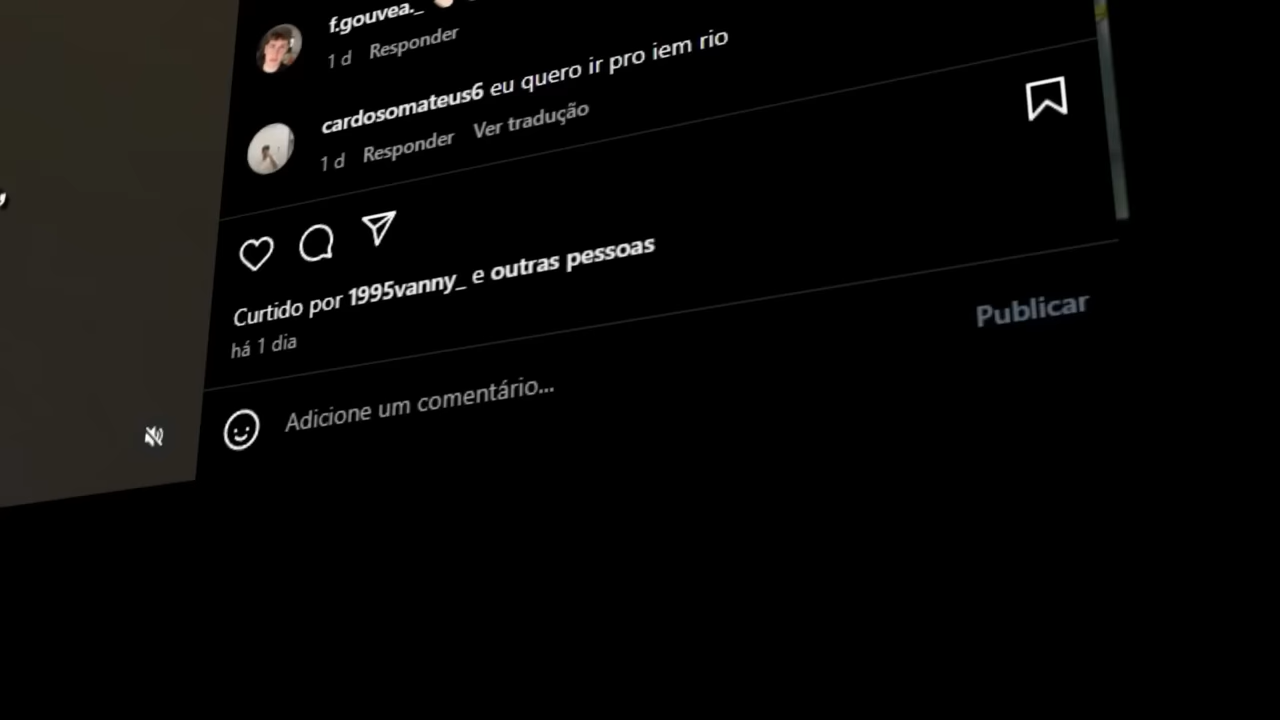 f.gouvea._
1 d Responder
cardosomateus6 eu quero ir pro iem rio
1 d Responder Ver tradução
Curtido por 1995vanny_ e outras pessoas
há 1 dia
Adicione um comentário...
Publicar